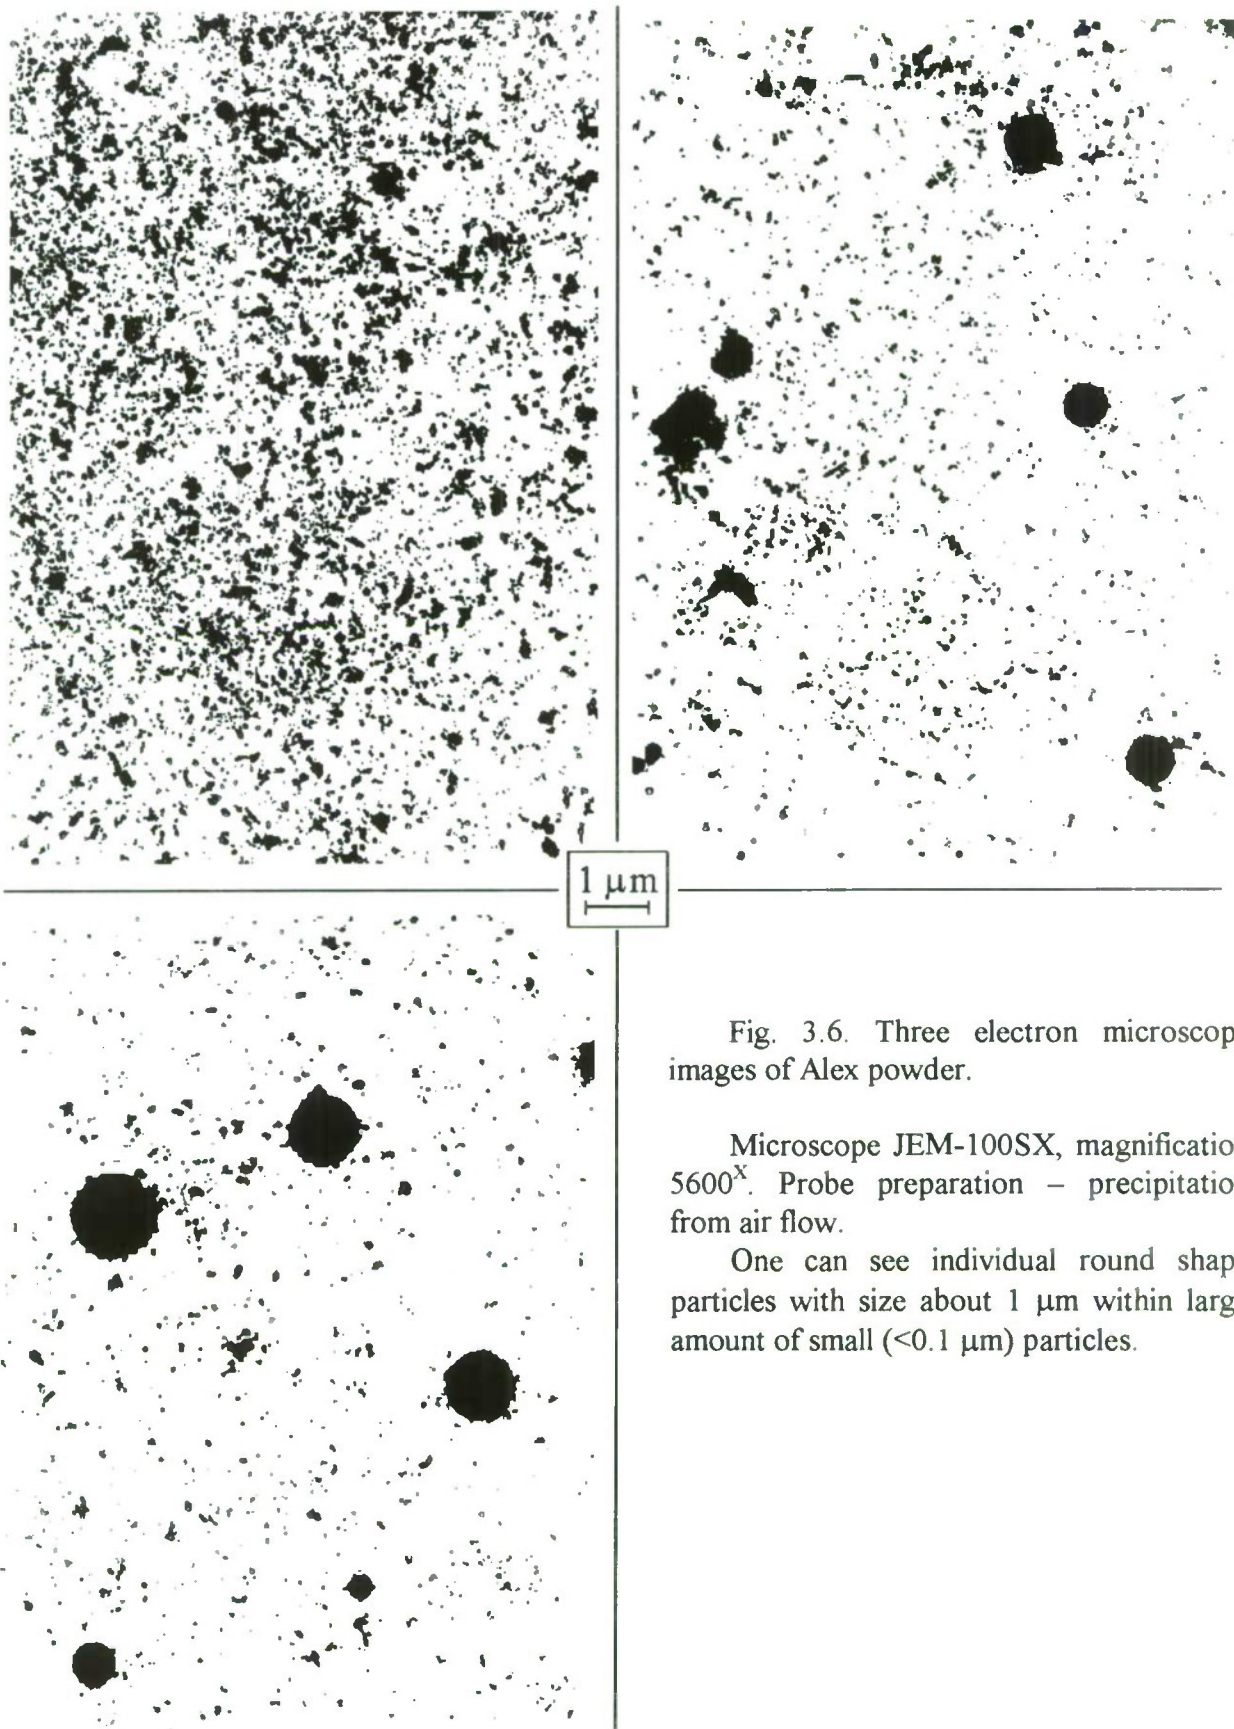 1 μm
Fig. 3.6. Three electron microscop
images of Alex powder.
Microscope JEM-100SX, magnificatio
5600ˣ. Probe preparation – precipitatio
from air flow.
One can see individual round shap
particles with size about 1 μm within larg
amount of small (<0.1 μm) particles.